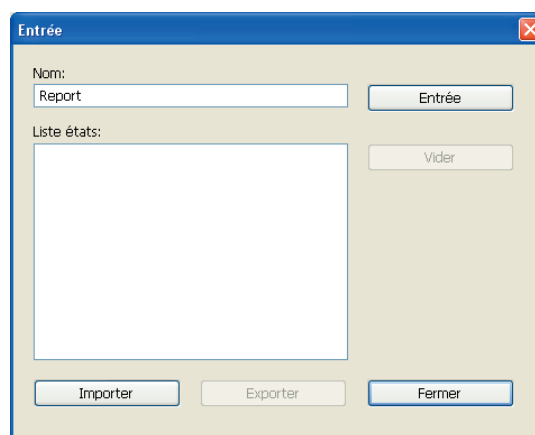 Entrée
Nom:
Report
Entrée
Liste états:
Vider
Importer
Exporter
Fermer